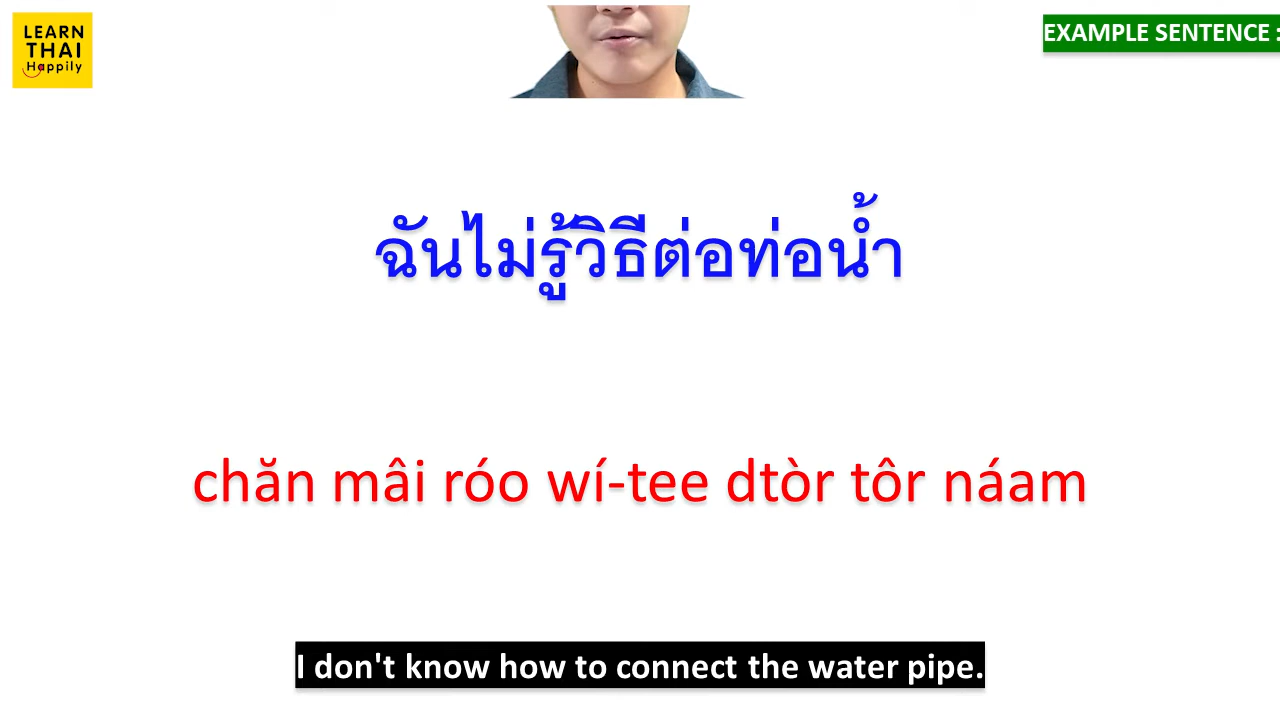 LEARN
THAI
Happily
EXAMPLE SENTENCE :
ฉันไม่รู้วิธีต่อท่อน้ำ
chăn mâi róo wí-tee dtòr tôr náam
I don't know how to connect the water pipe.